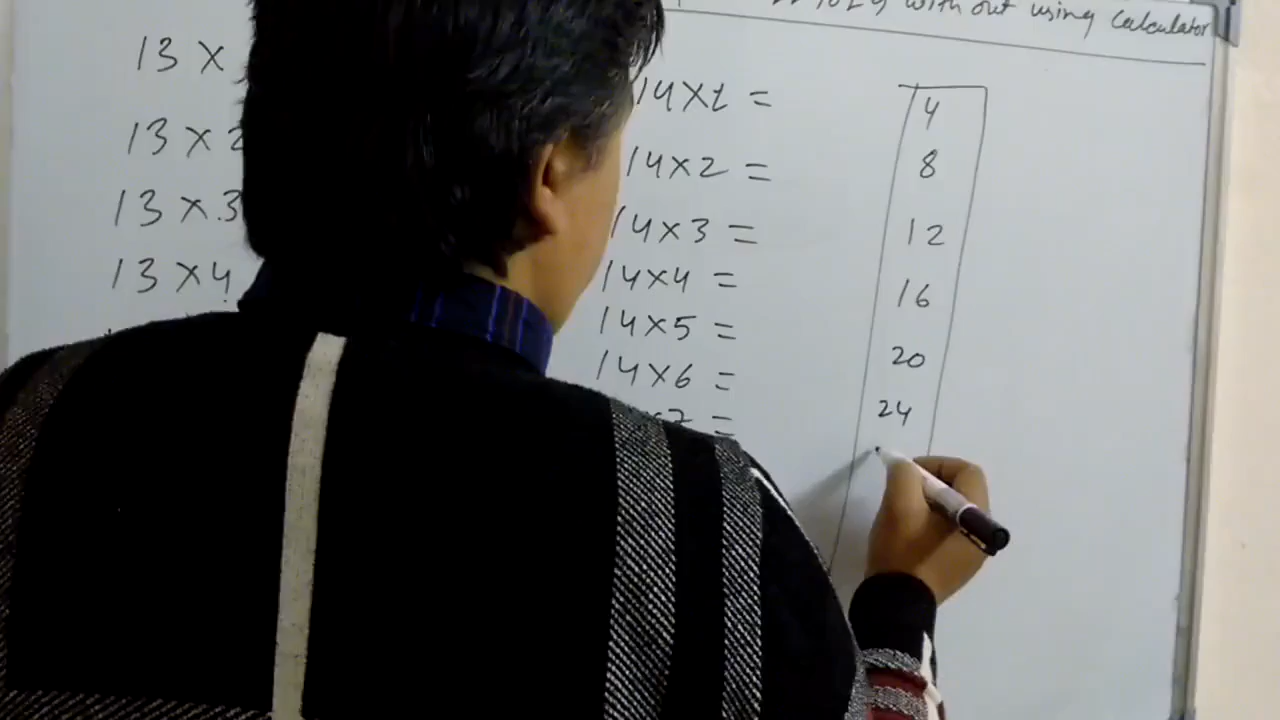 with out using calculator
13 X
13 X 2
13 X 3
13 X 4
14 X 1 =
14 X 2 =
14 X 3 =
14 X 4 =
14 X 5 =
14 X 6 =
7 =
4
8
12
16
20
24